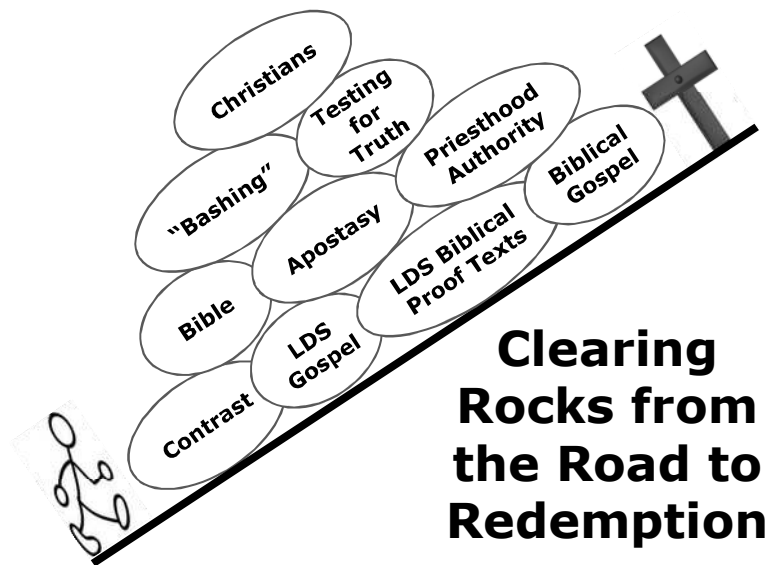 Christians
Testing
for
Truth
Priesthood
Authority
Biblical
Gospel
“Bashing”
Apostasy
LDS Biblical
Proof Texts
Bible
LDS
Gospel
Contrast
Clearing
Rocks from
the Road to
Redemption